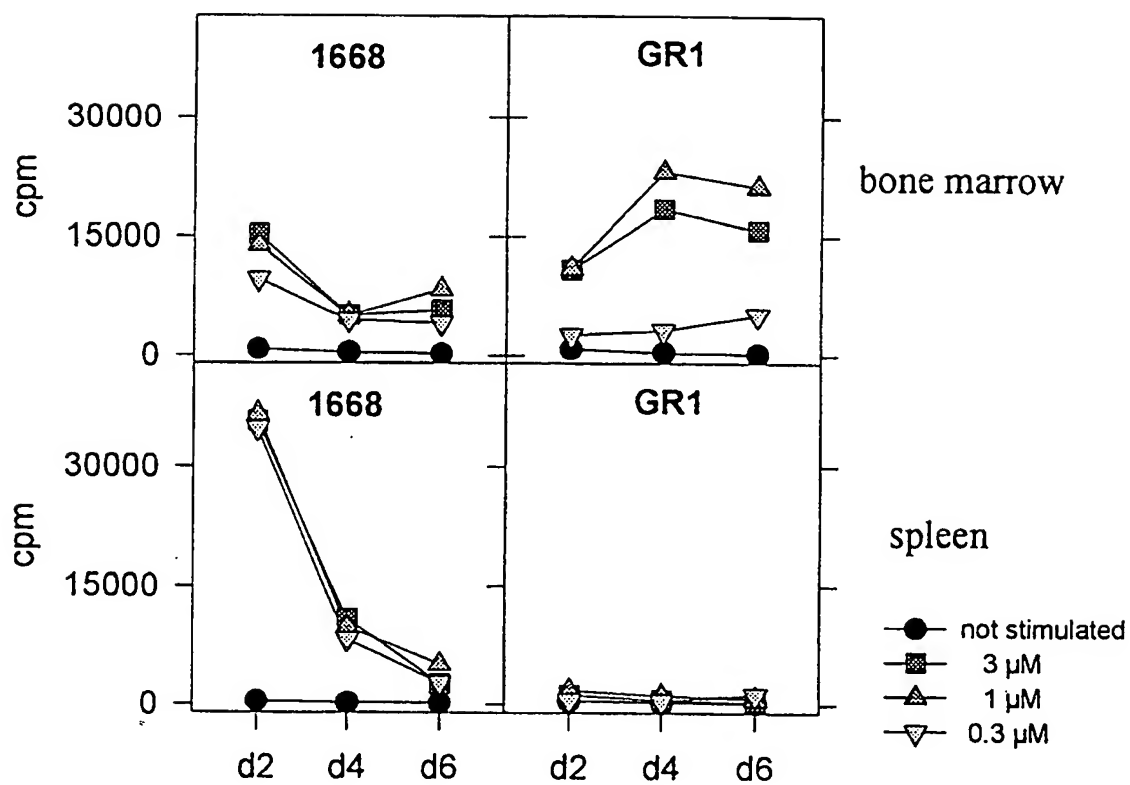 1668
GR1
30000
cpm
15000
0
bone marrow
1668
GR1
30000
cpm
15000
0
spleen
not stimulated
3 µM
1 µM
0.3 µM
d2 d4 d6 d2 d4 d6